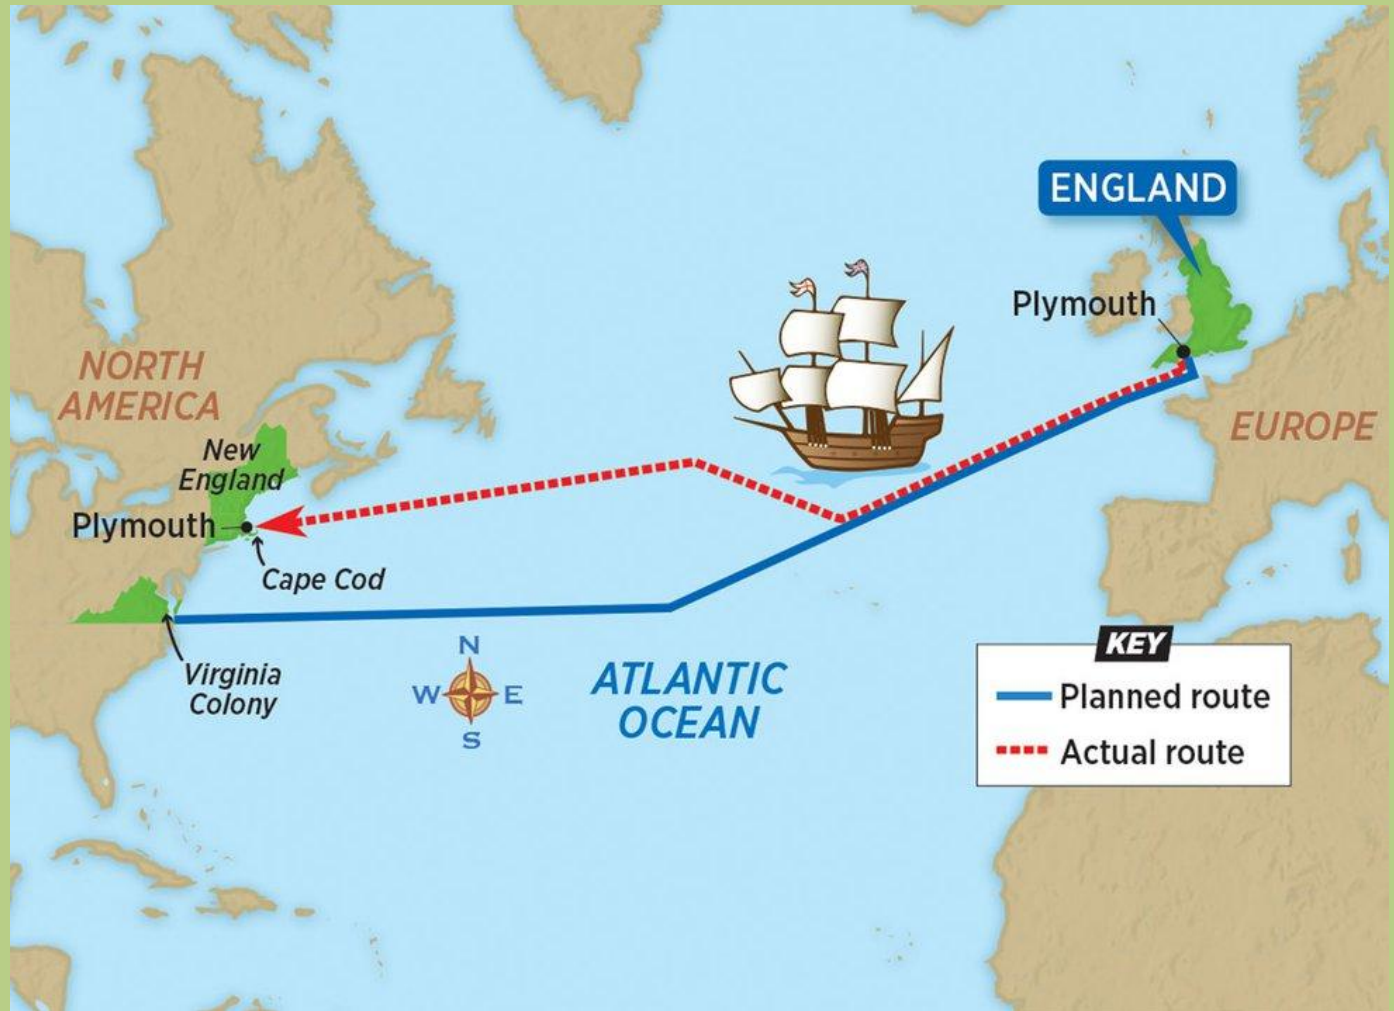 ENGLAND
Plymouth
NORTH
AMERICA
New
England
Plymouth
Cape Cod
Virginia
Colony
EUROPE
N
W E
S
ATLANTIC
OCEAN
KEY
Planned route
Actual route